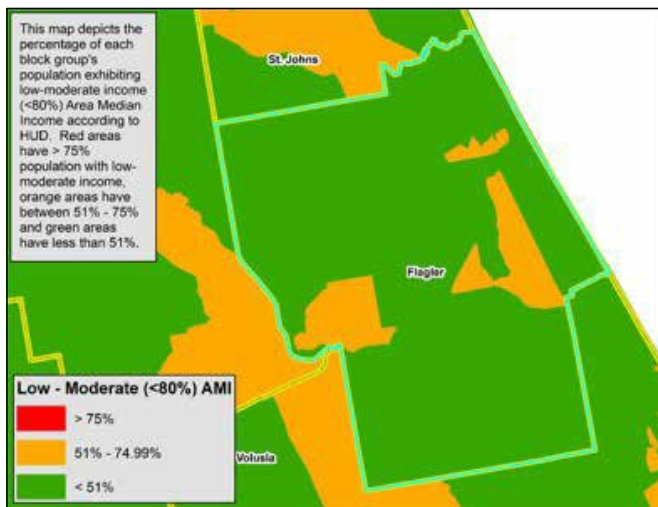 This map depicts the
percentage of each
block group's
population exhibiting
low-moderate income
(<80%) Area Median
Income according to
HUD. Red areas
have > 75%
population with low-
moderate income,
orange areas have
between 51% - 75%
and green areas
have less than 51%.
St. Johns
Flagler
Low - Moderate (<80%) AMI
> 75%
51% - 74.99%
< 51%
Volusia